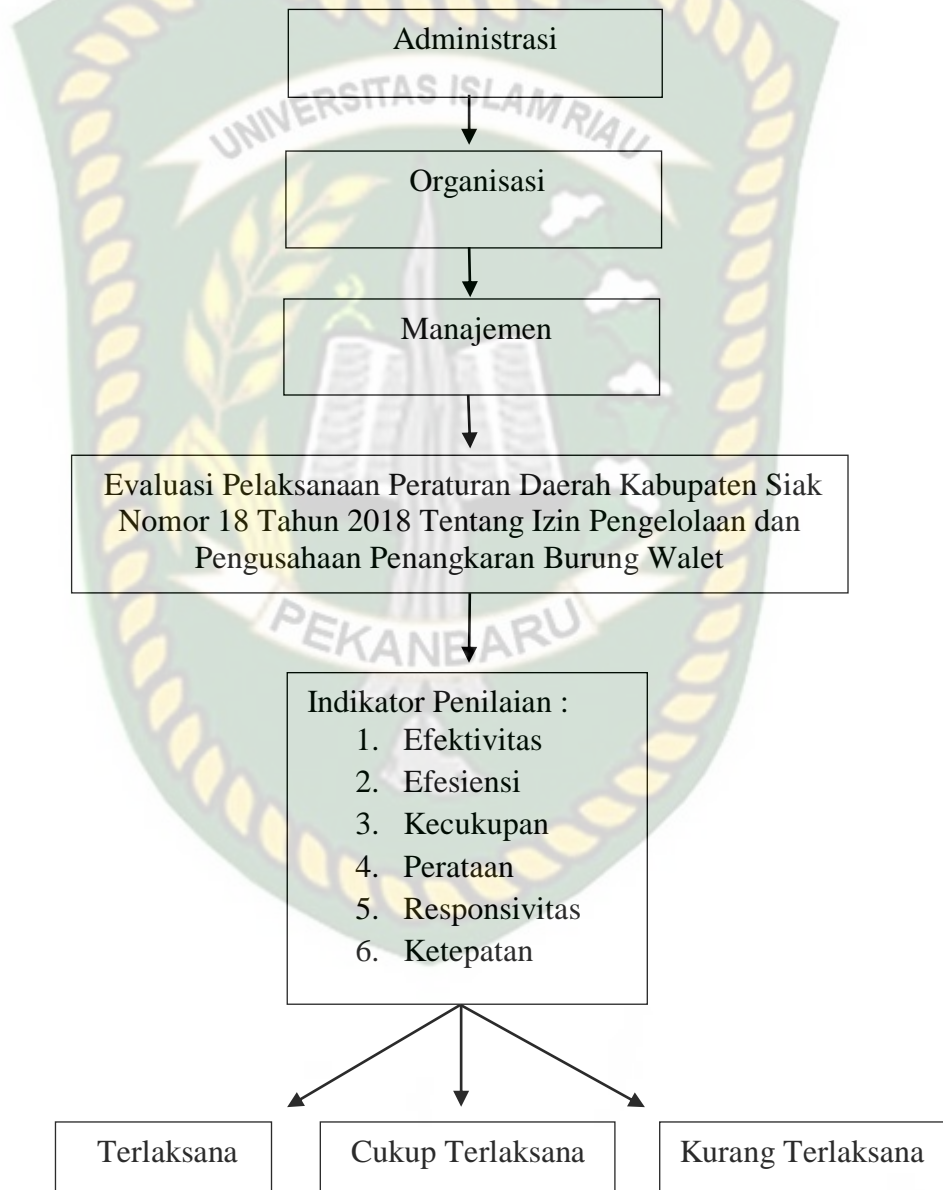 Administrasi
UNIVERSITAS ISLAM RIAU
Organisasi
Manajemen
Evaluasi Pelaksanaan Peraturan Daerah Kabupaten Siak
Nomor 18 Tahun 2018 Tentang Izin Pengelolaan dan
Pengusahaan Penangkaran Burung Walet
PEKANBARU
Indikator Penilaian :
1. Efektivitas
2. Efesiensi
3. Kecukupan
4. Perataan
5. Responsivitas
6. Ketepatan
Terlaksana
Cukup Terlaksana
Kurang Terlaksana